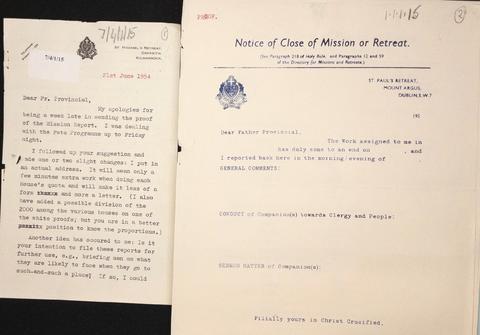 7/4/1/15
①
7/4/1/15
ST. MICHAEL'S RETREAT,
KILKENNY.
21st June 1954
Dear Fr. Provincial,
My apologies for
being a week late in sending the proof
of the Mission Report. I was dealing
with the Fete Programme up to Friday
night.
I followed up your suggestion and
made one or two slight changes: I put in
an actual address. It will mean only a
few minutes extra work when doing each
House's quota and will make it less of a
form and more a letter. (I also
have added a possible division of the
2000 among the various houses on one of
the white proofs; but you are in a better
position to know the proportions.)
Another idea has occured to me: Is it
your intention to file these reports for
further use, e.g., briefing men on what
they are likely to face when they go to
such-and-such a place? If so, I could
PROOF.
1/15
②
Notice of Close of Mission or Retreat.
(See Paragraph 218 of Holy Rule, and Paragraphs 12 and 59
of the Directory for Missions and Retreats.)
ST. PAUL'S RETREAT,
MOUNT ARGUS,
DUBLIN, S.W.7
195
Dear Father Provincial,
The Work assigned to me in
has duly come to an end on , and
I reported back here in the morning/evening of
GENERAL COMMENTS:
CONDUCT of Companion(s) towards Clergy and People:
SERMON MATTER of Companion(s):
Filially yours in Christ Crucified.